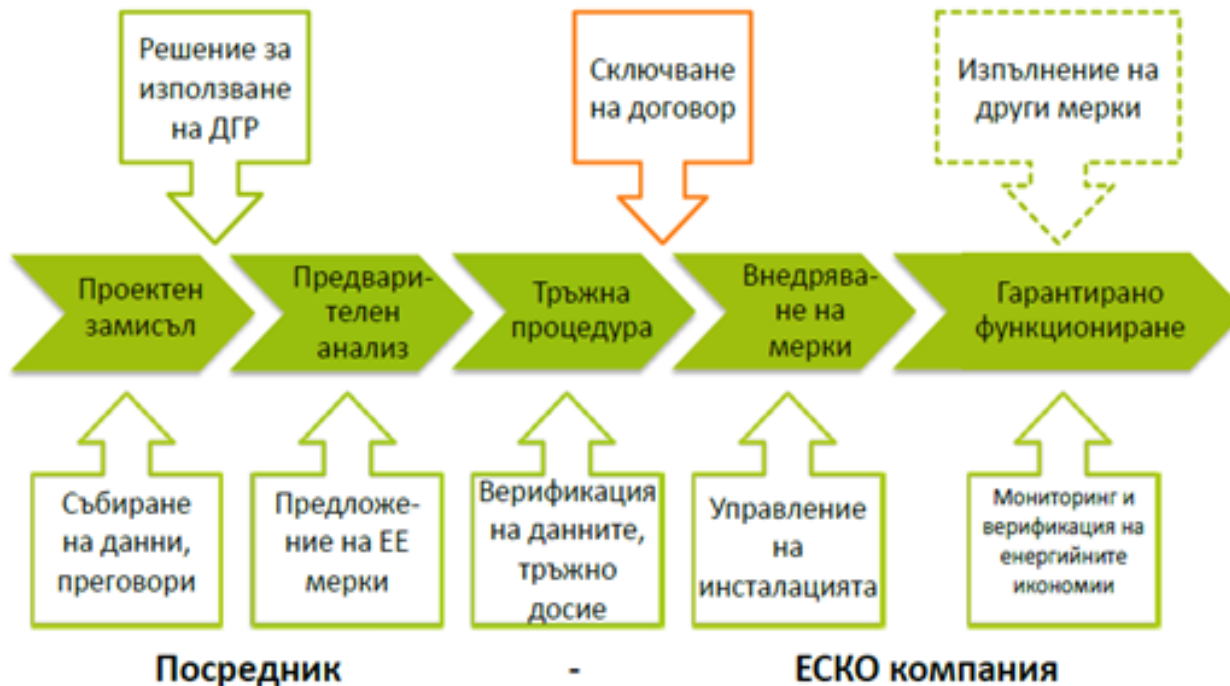 Решение за
използване
на ДГР
Сключване
на договор
Изпълнение на
други мерки
Проектен
замисъл
Предвари-
телен
анализ
Тръжна
процедура
Внедрява-
не на
мерки
Гарантирано
функциониране
Събиране
на данни,
преговори
Предложе-
ние на ЕЕ
мерки
Верификация
на данните,
тръжно
досие
Управление
на
инсталацията
Мониторинг и
верификация на
енергийните
икономии
Посредник - ЕСКО компания